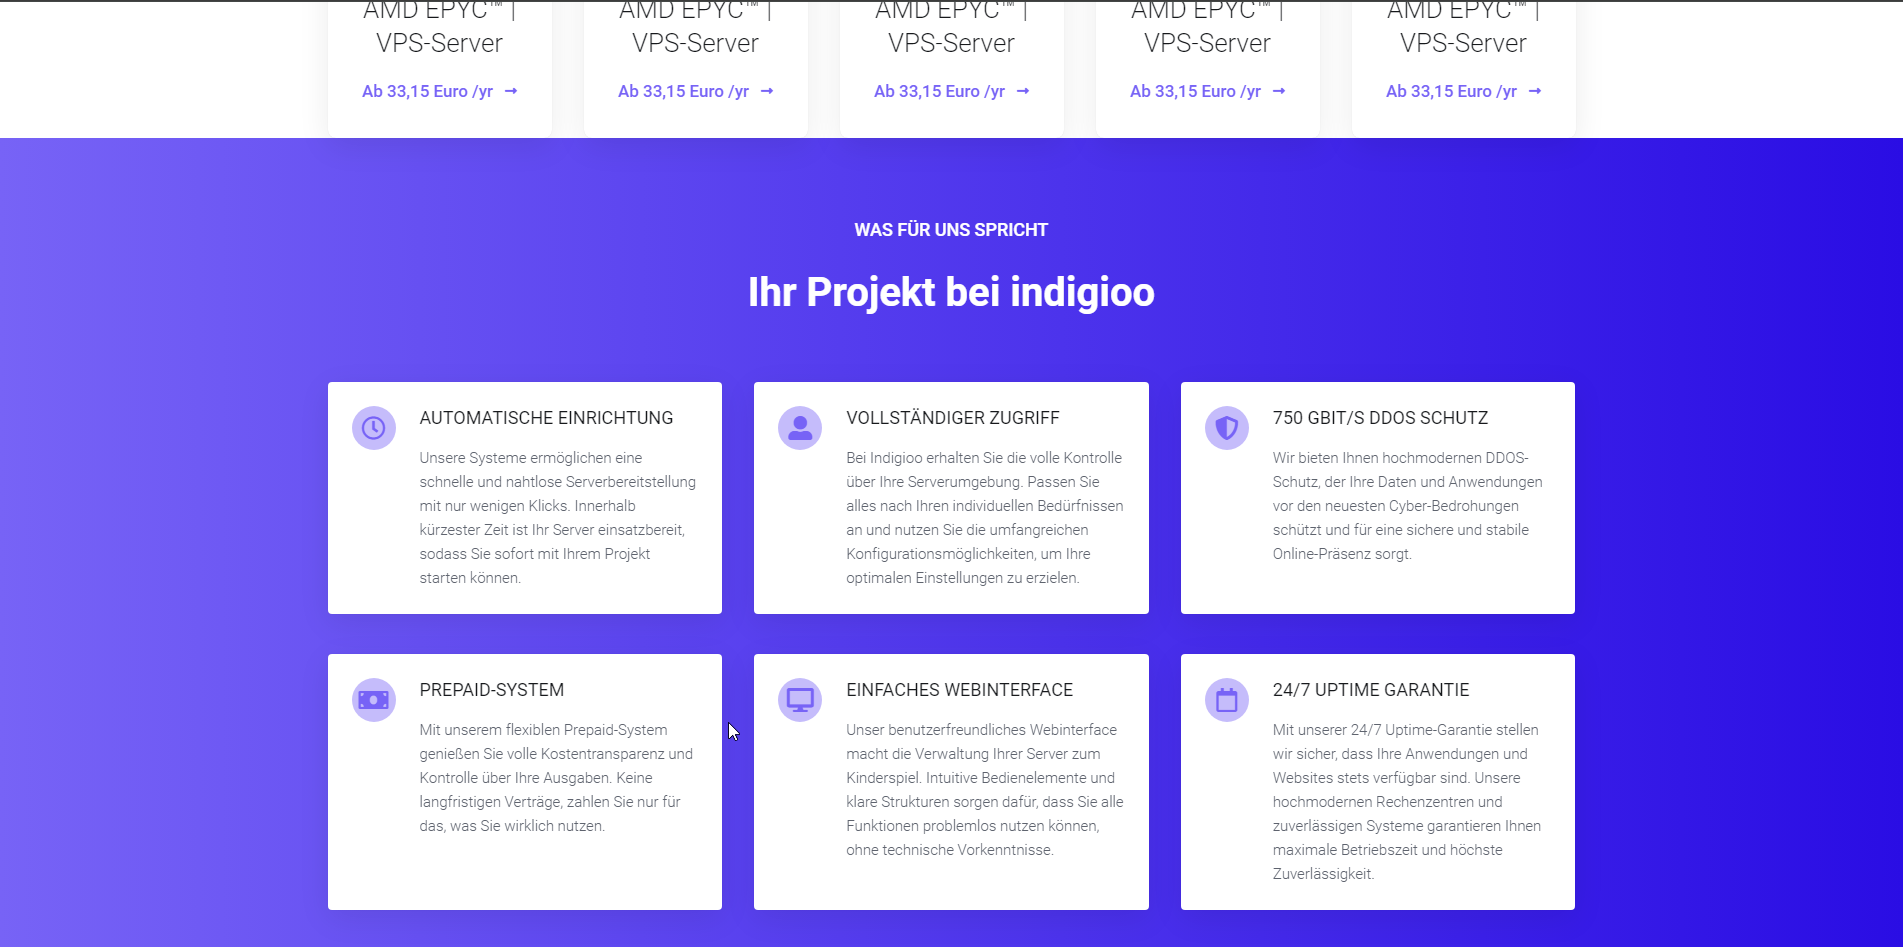 AMD EPYC™ |
VPS-Server
Ab 33,15 Euro /yr →
AMD EPYC™ |
VPS-Server
Ab 33,15 Euro /yr →
AMD EPYC™ |
VPS-Server
Ab 33,15 Euro /yr →
AMD EPYC™ |
VPS-Server
Ab 33,15 Euro /yr →
AMD EPYC™ |
VPS-Server
Ab 33,15 Euro /yr →
WAS FÜR UNS SPRICHT
Ihr Projekt bei indigioo
AUTOMATISCHE EINRICHTUNG
Unsere Systeme ermöglichen eine
schnelle und nahtlose Serverbereitstellung
mit nur wenigen Klicks. Innerhalb
kürzester Zeit ist Ihr Server einsatzbereit,
sodass Sie sofort mit Ihrem Projekt
starten können.
VOLLSTÄNDIGER ZUGRIFF
Bei Indigioo erhalten Sie die volle Kontrolle
über Ihre Serverumgebung. Passen Sie
alles nach Ihren individuellen Bedürfnissen
an und nutzen Sie die umfangreichen
Konfigurationsmöglichkeiten, um Ihre
optimalen Einstellungen zu erzielen.
750 GBIT/S DDOS SCHUTZ
Wir bieten Ihnen hochmodernen DDOS-
Schutz, der Ihre Daten und Anwendungen
vor den neuesten Cyber-Bedrohungen
schützt und für eine sichere und stabile
Online-Präsenz sorgt.
PREPAID-SYSTEM
Mit unserem flexiblen Prepaid-System
genießen Sie volle Kostentransparenz und
Kontrolle über Ihre Ausgaben. Keine
langfristigen Verträge, zahlen Sie nur für
das, was Sie wirklich nutzen.
EINFACHES WEBINTERFACE
Unser benutzerfreundliches Webinterface
macht die Verwaltung Ihrer Server zum
Kinderspiel. Intuitive Bedienelemente und
klare Strukturen sorgen dafür, dass Sie alle
Funktionen problemlos nutzen können,
ohne technische Vorkenntnisse.
24/7 UPTIME GARANTIE
Mit unserer 24/7 Uptime-Garantie stellen
wir sicher, dass Ihre Anwendungen und
Websites stets verfügbar sind. Unsere
hochmodernen Rechenzentren und
zuverlässigen Systeme garantieren Ihnen
maximale Betriebszeit und höchste
Zuverlässigkeit.